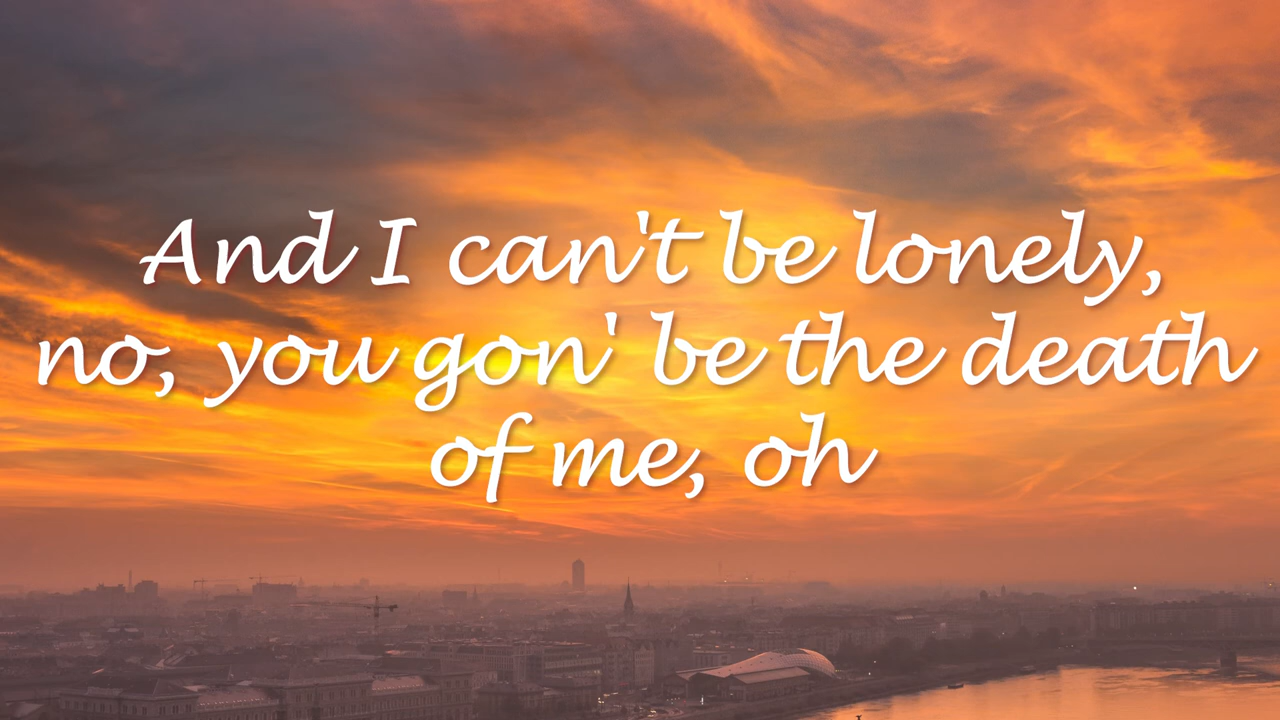 And I can't be lonely,
no, you gon' be the death
of me, oh